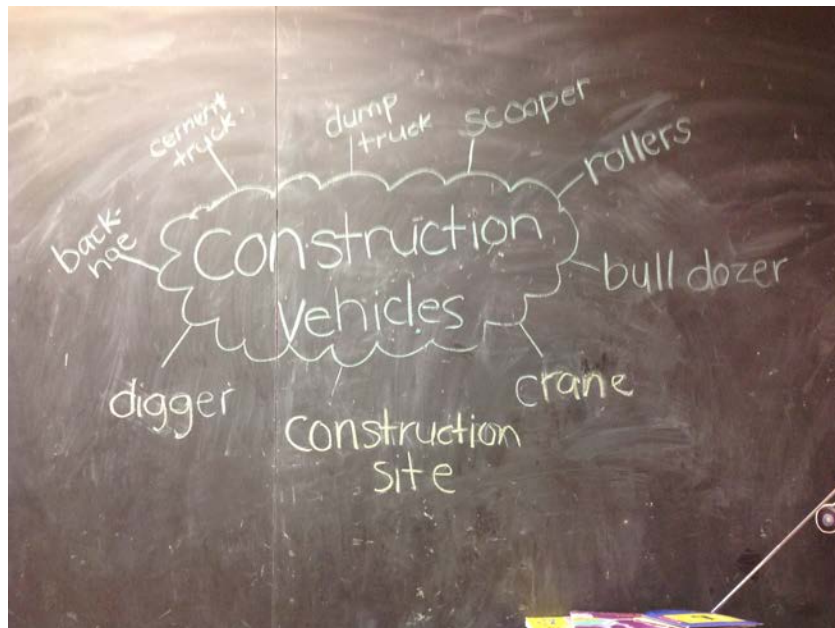 cement
truck.
dump
truck
scooper
rollers
back-
hoe
construction
vehicles
bull dozer
digger
crane
construction
site